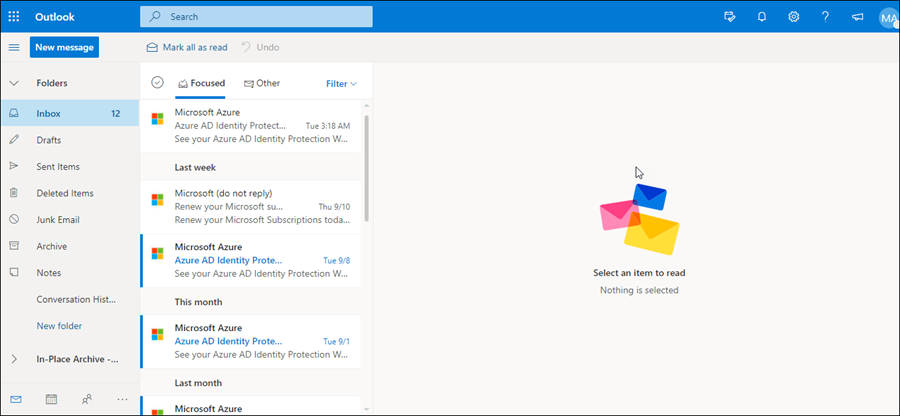 Outlook
Search
MA
New message
Mark all as read
Undo
Folders
Inbox 12
Drafts
Sent Items
Deleted Items
Junk Email
Archive
Notes
Conversation Hist...
New folder
In-Place Archive -...
Focused
Other
Filter
Microsoft Azure
Azure AD Identity Protect... Tue 3:18 AM
See your Azure AD Identity Protection W...
Last week
Microsoft (do not reply)
Renew your Microsoft su... Thu 9/10
Renew your Microsoft Subscriptions toda...
Microsoft Azure
Azure AD Identity Prote... Tue 9/8
See your Azure AD Identity Protection W...
This month
Microsoft Azure
Azure AD Identity Prote... Tue 9/1
See your Azure AD Identity Protection W...
Last month
Microsoft Azure
Select an item to read
Nothing is selected